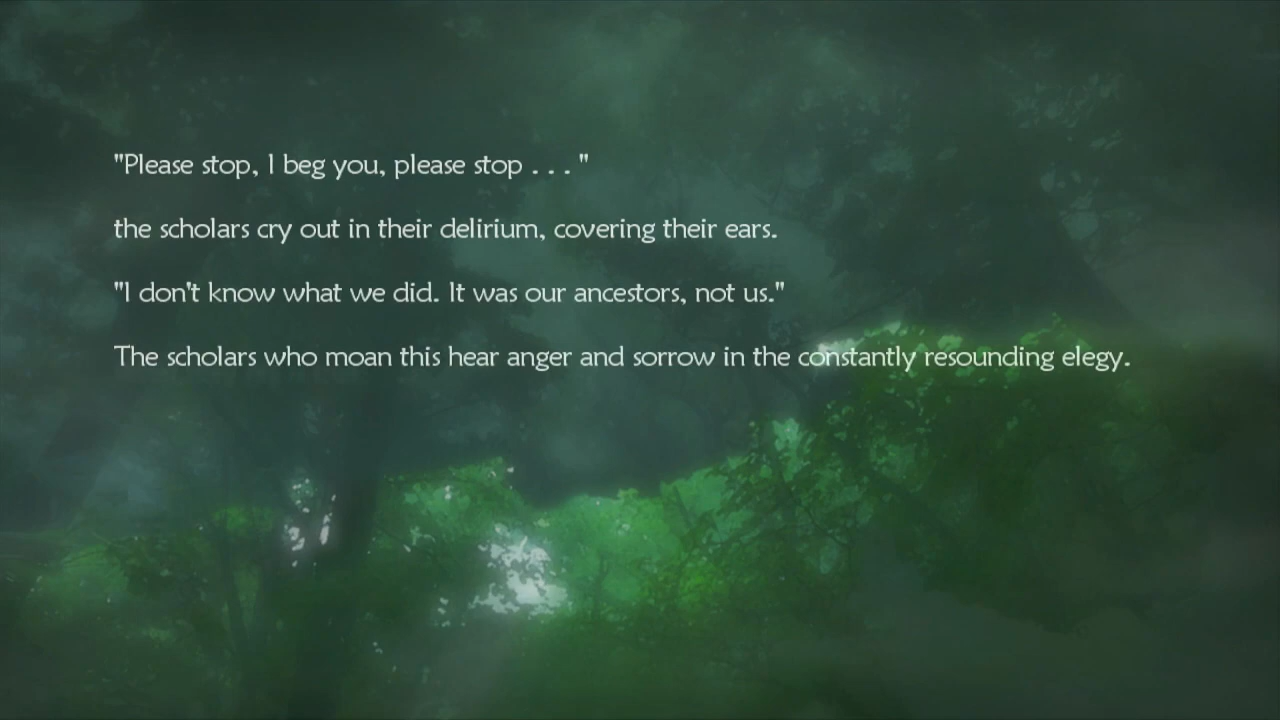 "Please stop, I beg you, please stop . . . "
the scholars cry out in their delirium, covering their ears.
"I don't know what we did. It was our ancestors, not us."
The scholars who moan this hear anger and sorrow in the constantly resounding elegy.